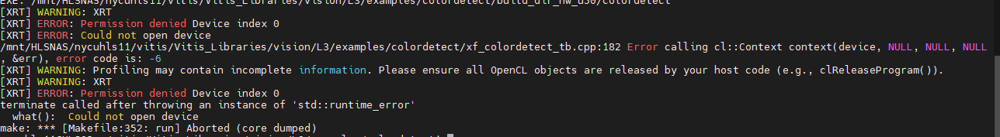 EXE: /mnt/HLSNAS/nycuhls11/vitis/Vitis_Libraries/vision/L3/examples/colordetect/build_dir_hw_u50/colordetect
[XRT] WARNING: XRT
[XRT] ERROR: Permission denied Device index 0
[XRT] ERROR: Could not open device
/mnt/HLSNAS/nycuhls11/vitis/Vitis_Libraries/vision/L3/examples/colordetect/xf_colordetect_tb.cpp:182 Error calling cl::Context context(device, NULL, NULL, NULL
, &err), error code is: -6
[XRT] WARNING: Profiling may contain incomplete information. Please ensure all OpenCL objects are released by your host code (e.g., clReleaseProgram()).
[XRT] WARNING: XRT
[XRT] ERROR: Permission denied Device index 0
terminate called after throwing an instance of 'std::runtime_error'
  what():  Could not open device
make: *** [Makefile:352: run] Aborted (core dumped)